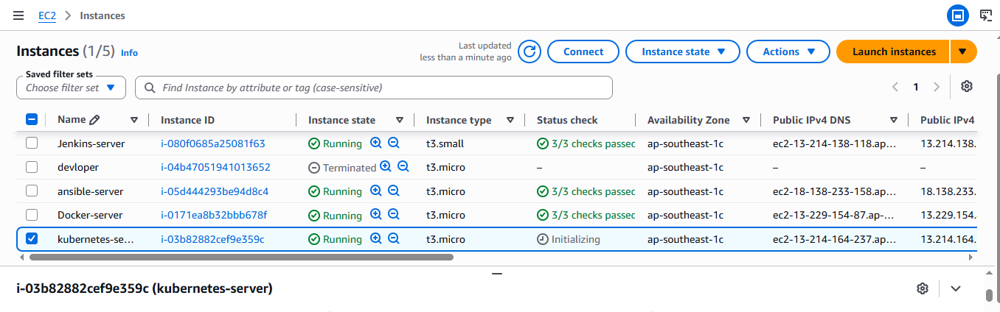 EC2 > Instances
Instances (1/5) Info
Last updated
less than a minute ago
Connect Instance state Actions Launch instances
Saved filter sets
Choose filter set
Find Instance by attribute or tag (case-sensitive)
1
Name Instance ID Instance state Instance type Status check Availability Zone Public IPv4 DNS Public IPv4
Jenkins-server i-080f0685a25081f63 Running t3.small 3/3 checks passed ap-southeast-1c ec2-13-214-138-118.ap... 13.214.138.
devloper i-04b47051941013652 Terminated t3.micro – ap-southeast-1c – –
ansible-server i-05d444293be94d8c4 Running t3.micro 3/3 checks passed ap-southeast-1c ec2-18-138-233-158.ap... 18.138.233.
Docker-server i-0171ea8b32bbb678f Running t3.micro 3/3 checks passed ap-southeast-1c ec2-13-229-154-87.ap-... 13.229.154.
kubernetes-se... i-03b82882cef9e359c Running t3.micro Initializing ap-southeast-1c ec2-13-214-164-237.ap... 13.214.164.
i-03b82882cef9e359c (kubernetes-server)